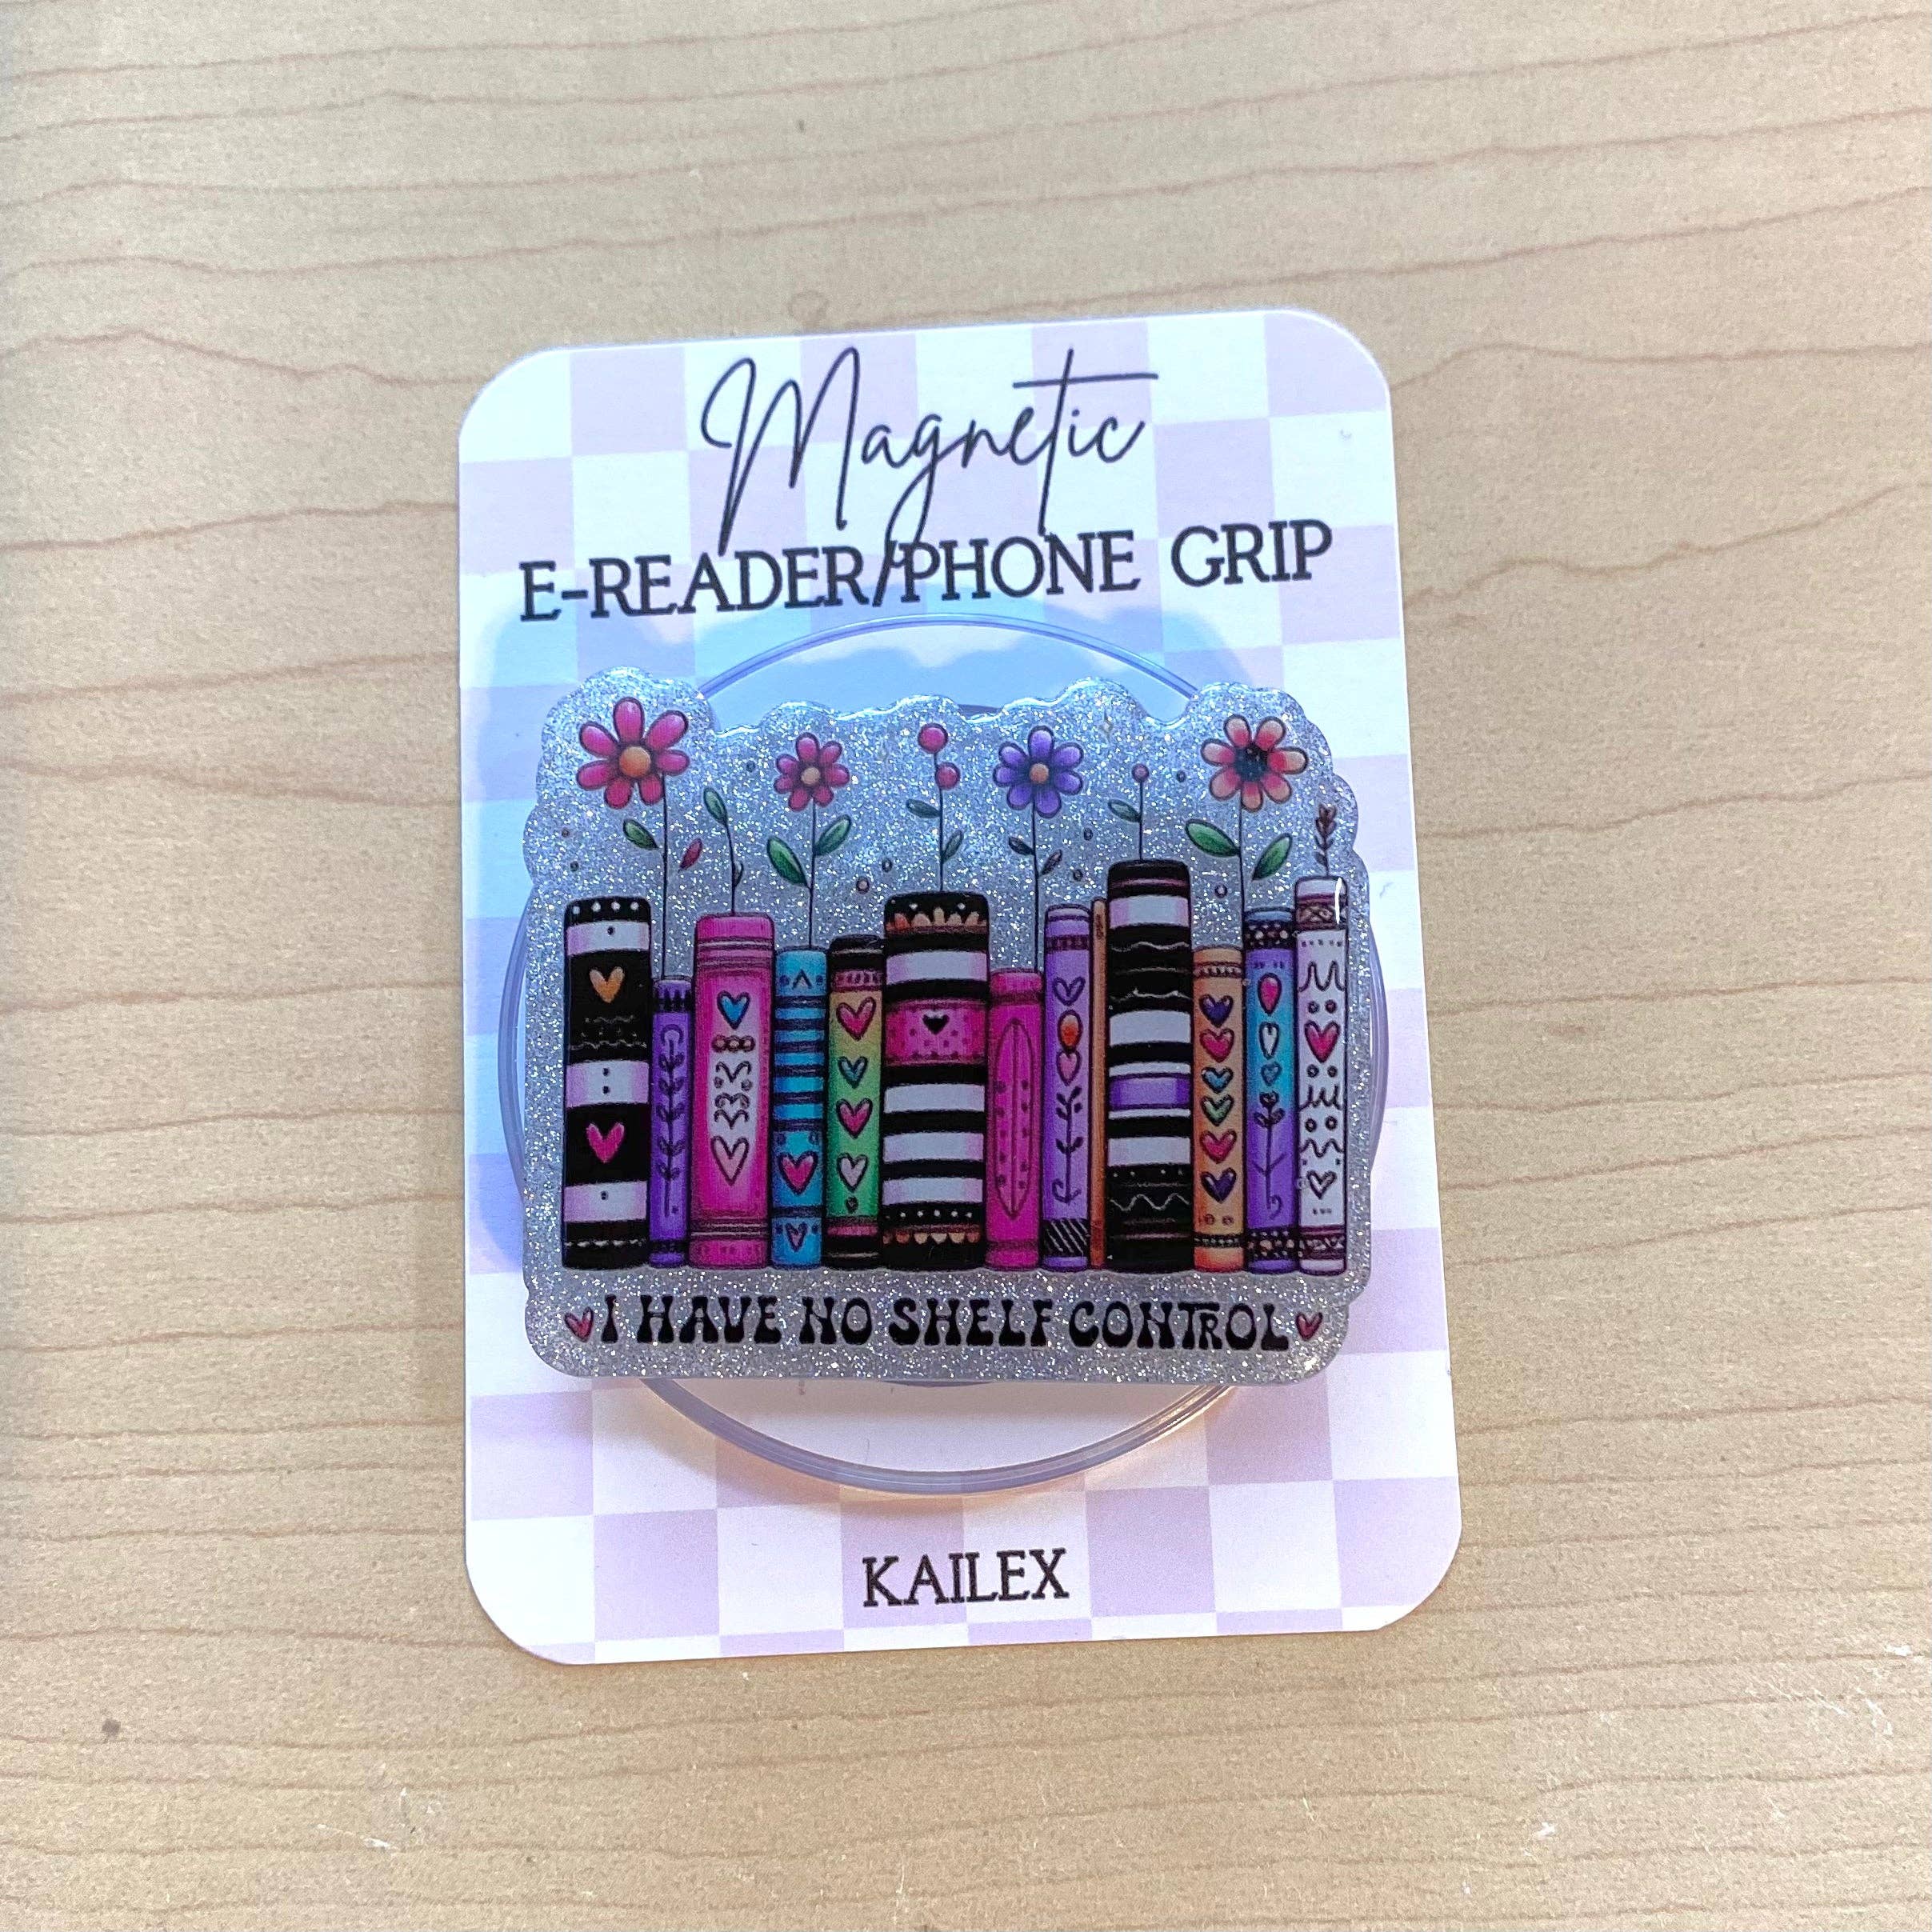 Magnetic
E-READER/PHONE GRIP
I HAVE NO SHELF CONTROL
KAILEX